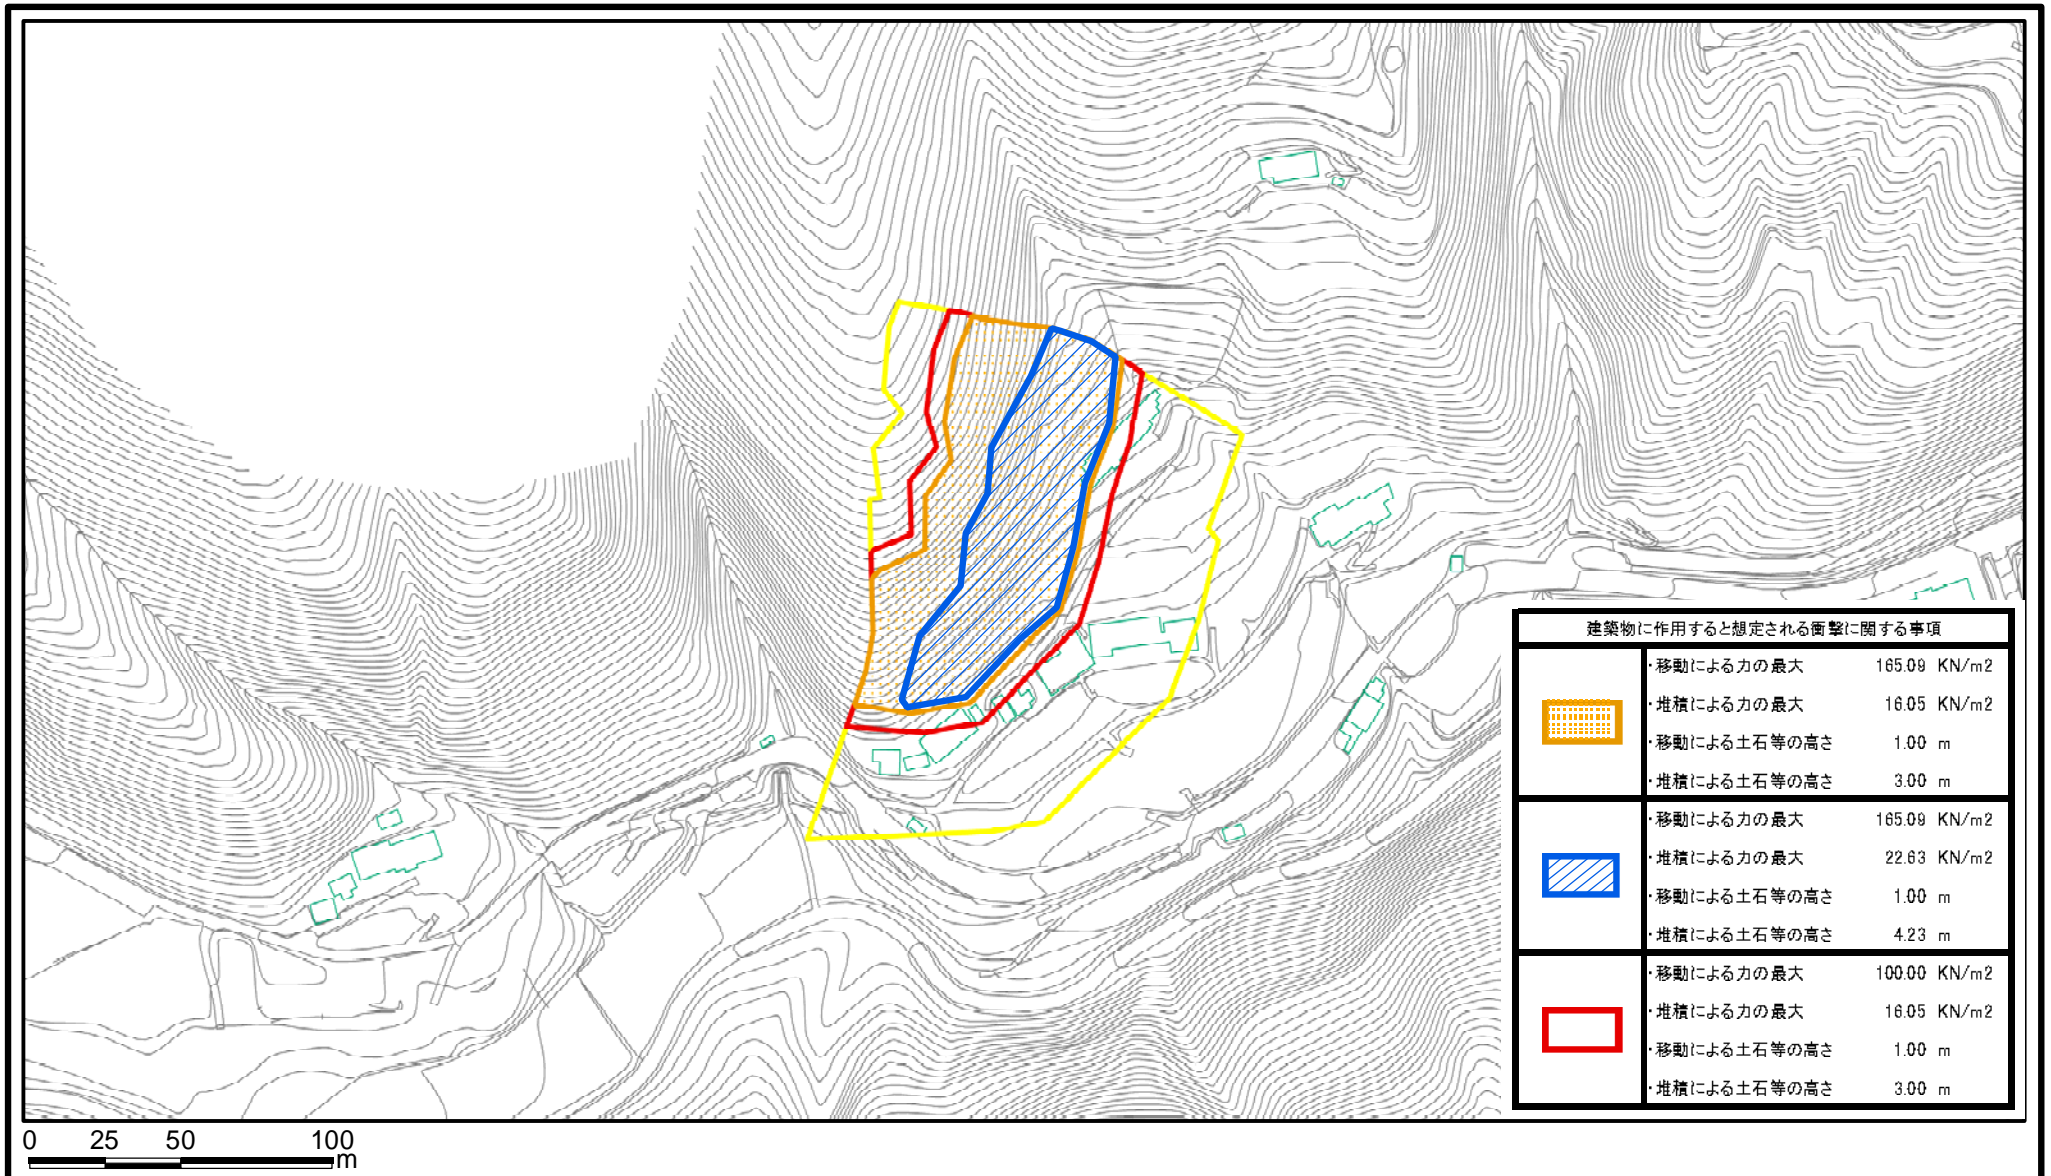 建築物に作用すると想定される衝撃に関する事項
・移動による力の最大 165.09 KN/m2
・堆積による力の最大 16.05 KN/m2
・移動による土石等の高さ 1.00 m
・堆積による土石等の高さ 3.00 m
・移動による力の最大 165.09 KN/m2
・堆積による力の最大 22.63 KN/m2
・移動による土石等の高さ 1.00 m
・堆積による土石等の高さ 4.23 m
・移動による力の最大 100.00 KN/m2
・堆積による力の最大 16.05 KN/m2
・移動による土石等の高さ 1.00 m
・堆積による土石等の高さ 3.00 m
0 25 50 100
m